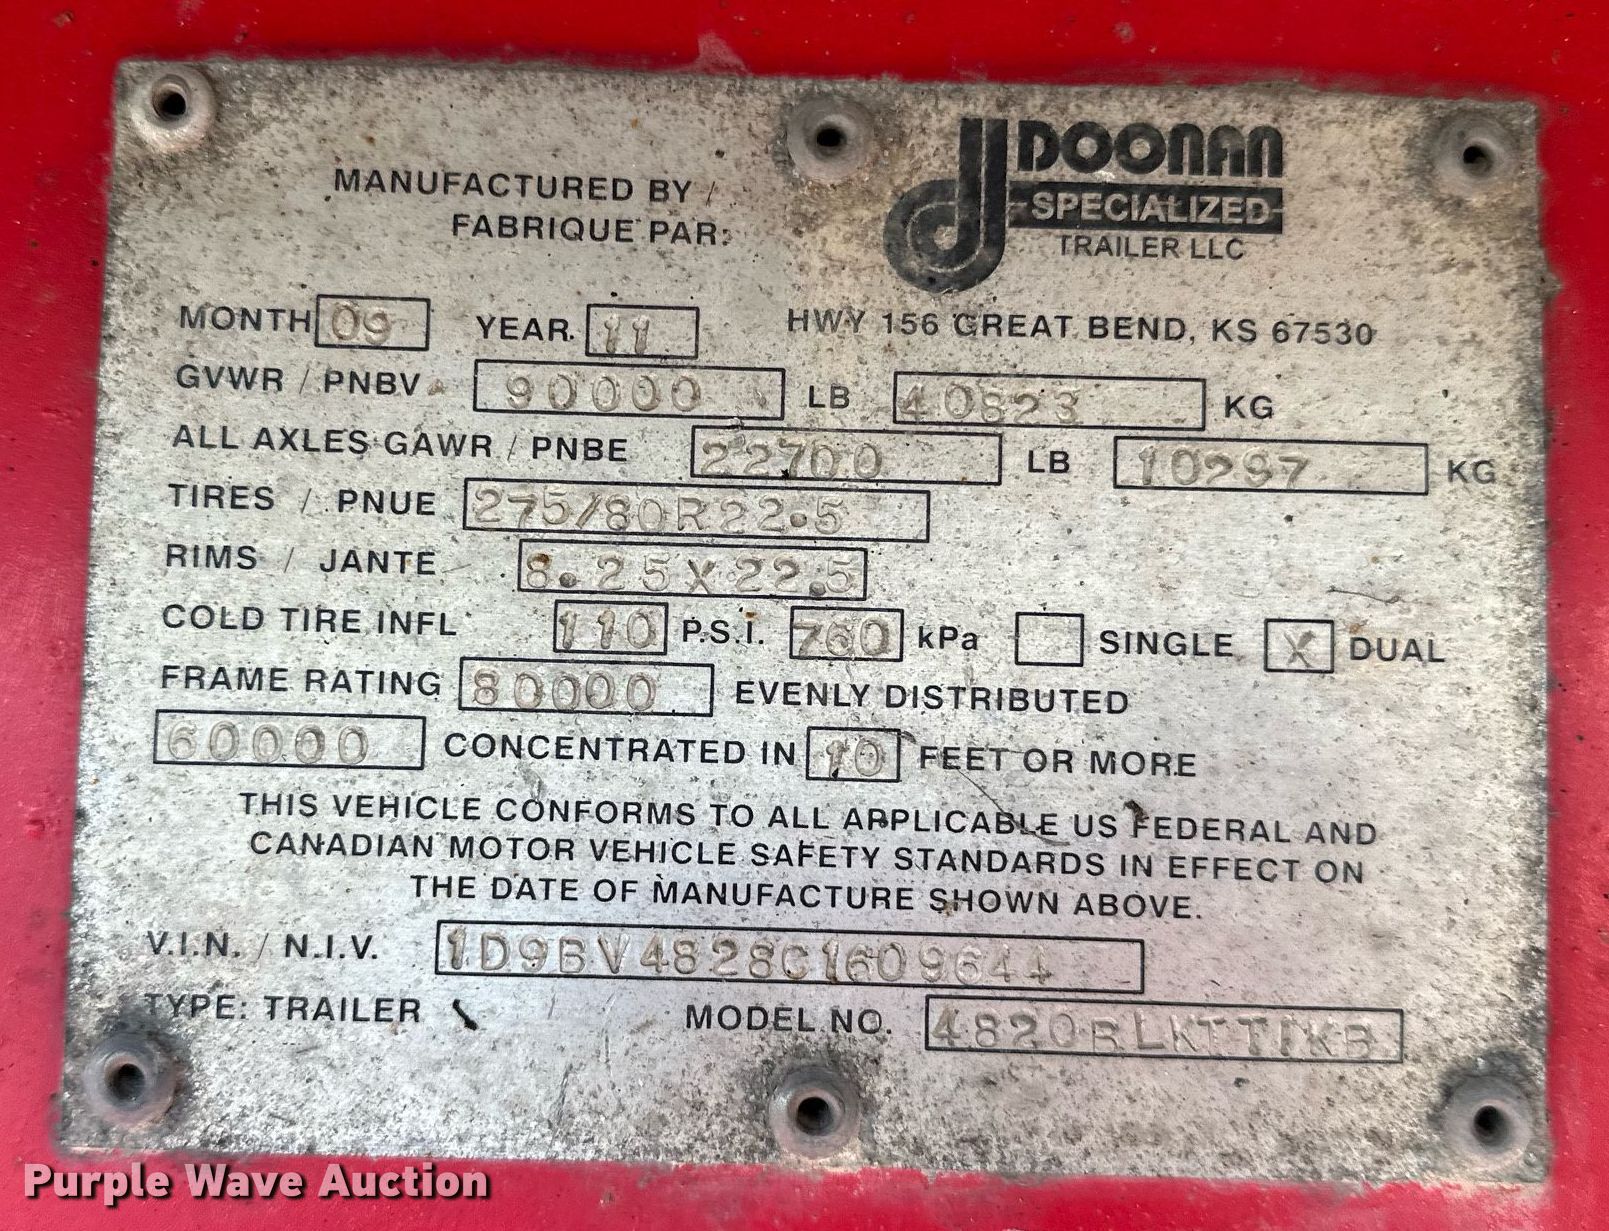 DOONAN
SPECIALIZED
TRAILER LLC
MANUFACTURED BY /
FABRIQUE PAR:
MONTH 09 YEAR 11 HWY 156 GREAT BEND, KS 67530
GVWR / PNBV 90000 LB 40823 KG
ALL AXLES GAWR / PNBE 22700 LB 10297 KG
TIRES / PNUE 275/80R22.5
RIMS / JANTE 8.25X22.5
COLD TIRE INFL 110 P.S.I. 760 kPa SINGLE X DUAL
FRAME RATING 80000 EVENLY DISTRIBUTED
60000 CONCENTRATED IN 10 FEET OR MORE
THIS VEHICLE CONFORMS TO ALL APPLICABLE US FEDERAL AND
CANADIAN MOTOR VEHICLE SAFETY STANDARDS IN EFFECT ON
THE DATE OF MANUFACTURE SHOWN ABOVE.
V.I.N. / N.I.V. 1D9BV4828C1609644
TYPE: TRAILER MODEL NO.
Purple Wave Auction